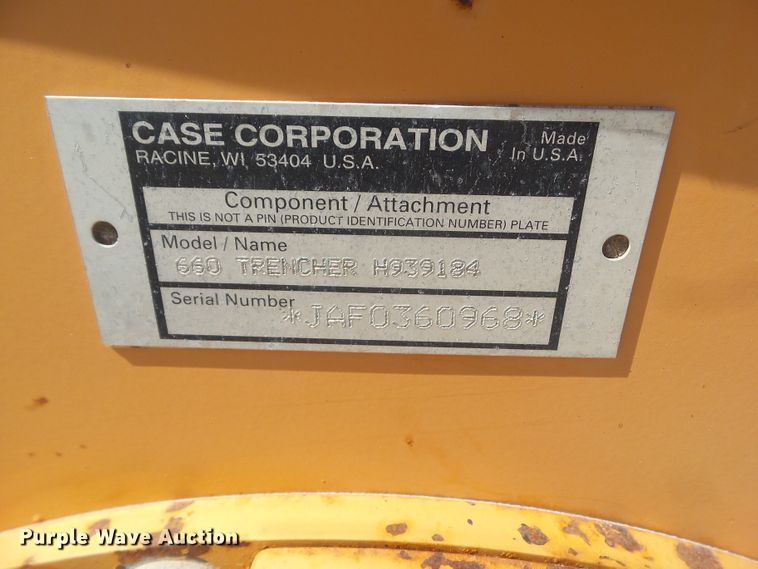 CASE CORPORATION
Made
RACINE, WI 53404 U.S.A.
In U.S.A.
Component / Attachment
THIS IS NOT A PIN (PRODUCT IDENTIFICATION NUMBER) PLATE
Model / Name
660 TRENCHER H939184
Serial Number
*JAF0360968*
Purple Wave Auction